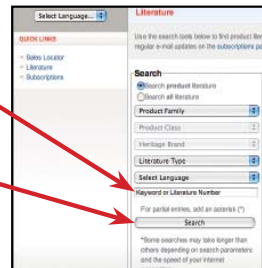 Select Language...
QUICK LINKS
Sales Locator
Literature
Subscriptions
Literature
Use the search tools below to find product liter
regular e-mail updates on the subscriptions pa
Search
Search product literature
Search all literature
Product Family
Product Class
Heritage Brand
Literature Type
Select Language
Keyword or Literature Number
For partial entries, add an asterisk (*)
Search
*Some searches may take longer than
others depending on search parameters
and the speed of your internet